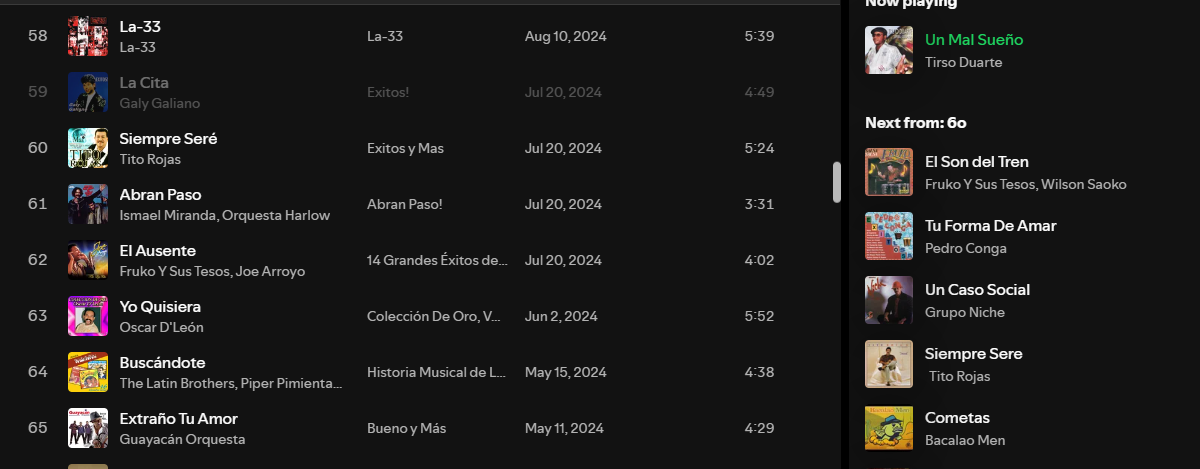 58
La-33
La-33
La-33
Aug 10, 2024
5:39
59
La Cita
Galy Galiano
Exitos!
Jul 20, 2024
4:49
60
Siempre Seré
Tito Rojas
Exitos y Mas
Jul 20, 2024
5:24
61
Abran Paso
Ismael Miranda, Orquesta Harlow
Abran Paso!
Jul 20, 2024
3:31
62
El Ausente
Fruko Y Sus Tesos, Joe Arroyo
14 Grandes Éxitos de...
Jul 20, 2024
4:02
63
Yo Quisiera
Oscar D'León
Colección De Oro, V...
Jun 2, 2024
5:52
64
Buscándote
The Latin Brothers, Piper Pimienta...
Historia Musical de L...
May 15, 2024
4:38
65
Extraño Tu Amor
Guayacán Orquesta
Bueno y Más
May 11, 2024
4:29
Now playing
Un Mal Sueño
Tirso Duarte
Next from: 6o
El Son del Tren
Fruko Y Sus Tesos, Wilson Saoko
Tu Forma De Amar
Pedro Conga
Un Caso Social
Grupo Niche
Siempre Sere
Tito Rojas
Cometas
Bacalao Men